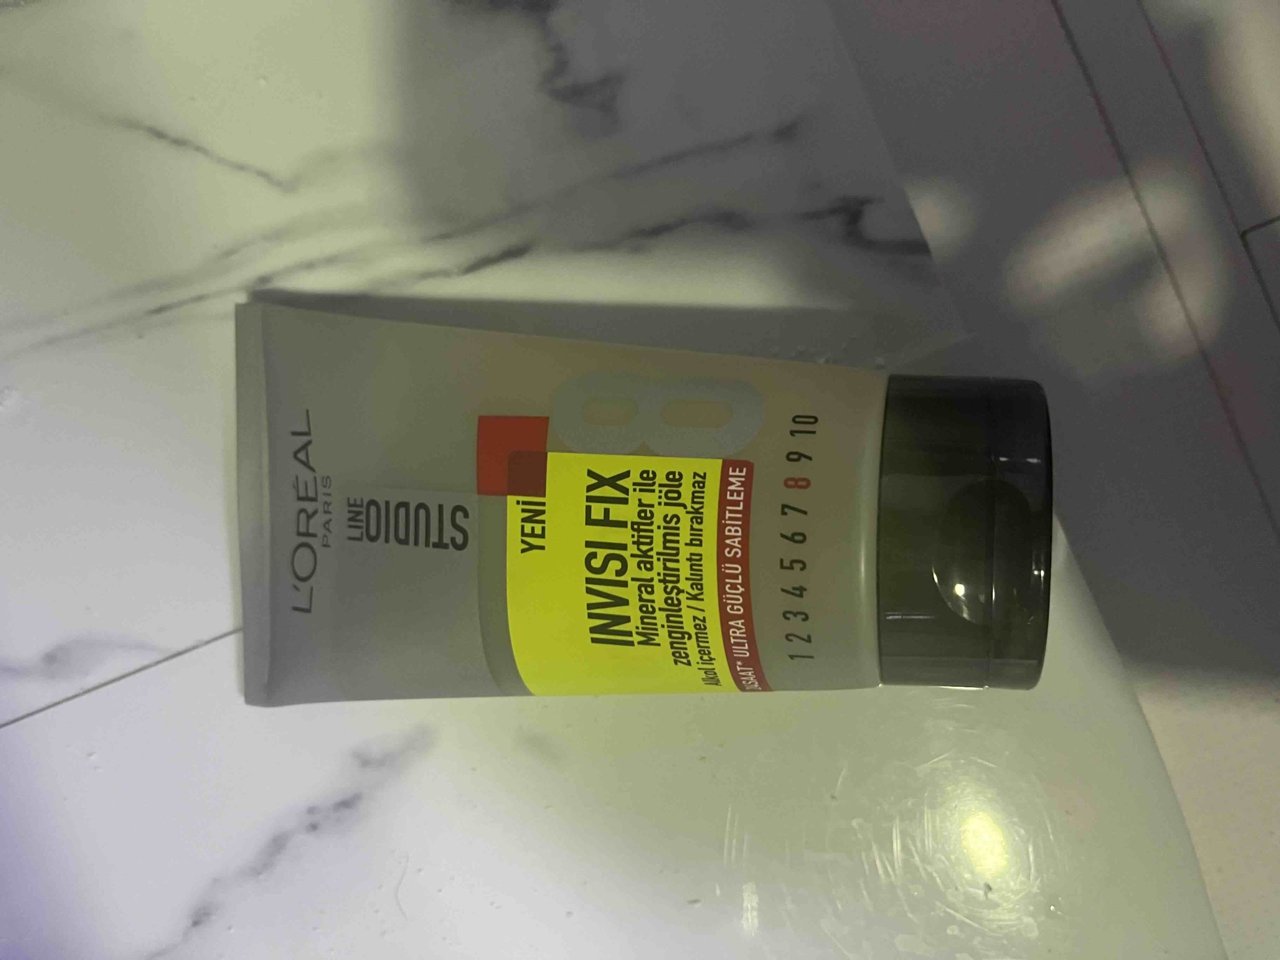 L'ORÉAL
PARIS
STUDIO
LINE
YENİ
8
INVISI FIX
Mineral aktifler ile
zenginleştirilmiş jöle
Alkol içermez / Kalıntı bırakmaz
ULTRA GÜÇLÜ SABİTLEME
1 2 3 4 5 6 7 8 9 10